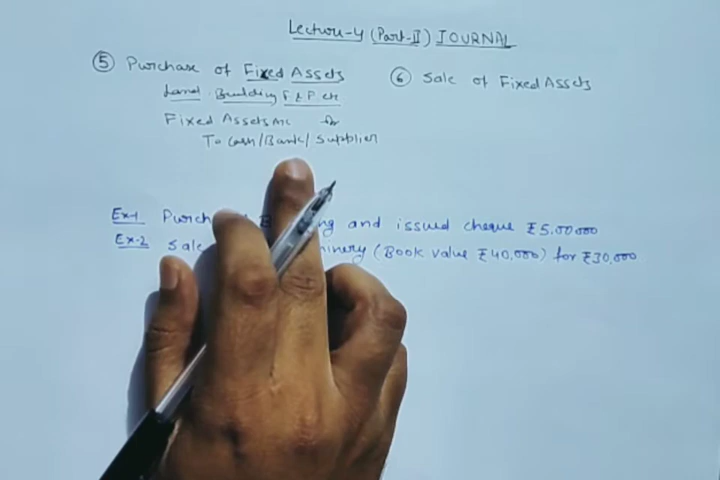 Lecture-4 (Part-II) JOURNAL
⑤ Purchase of Fixed Assets
Land Building F & P etc
Fixed Assets A/c Dr
To Cash/Bank/Supplier
⑥ Sale of Fixed Assets
Ex-1 Purch ng and issued cheque ₹5,00,000
Ex-2 Sale hinery (Book value ₹40,000) for ₹30,000